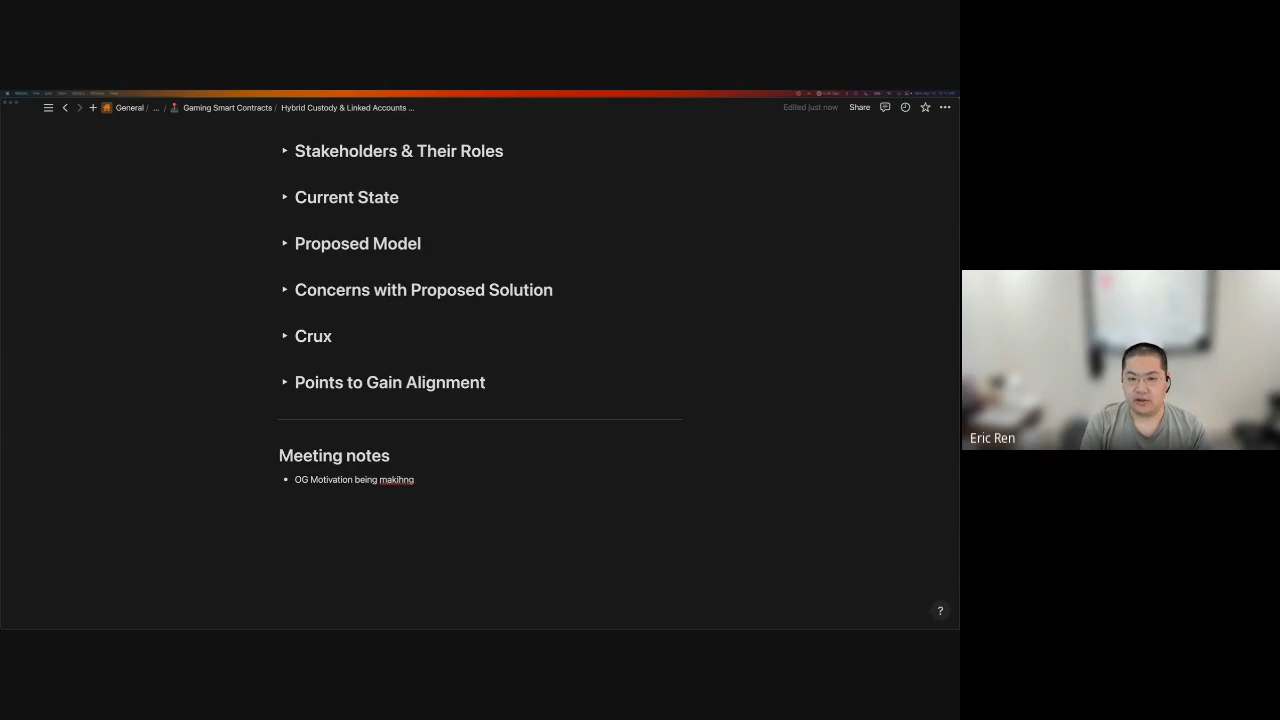 General / ... / Gaming Smart Contracts / Hybrid Custody & Linked Accounts ...
Edited just now
Share
Stakeholders & Their Roles
Current State
Proposed Model
Concerns with Proposed Solution
Crux
Points to Gain Alignment
Meeting notes
OG Motivation being makihng
?
Eric Ren